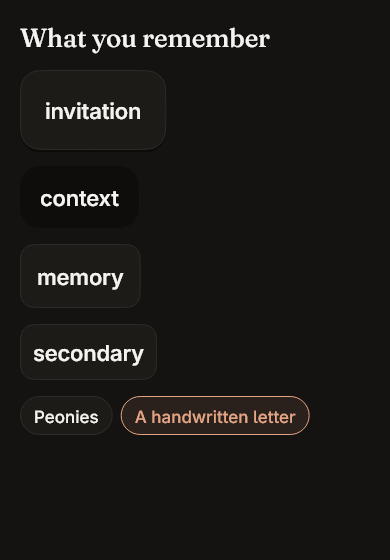 What you remember
invitation
context
memory
secondary
Peonies A handwritten letter